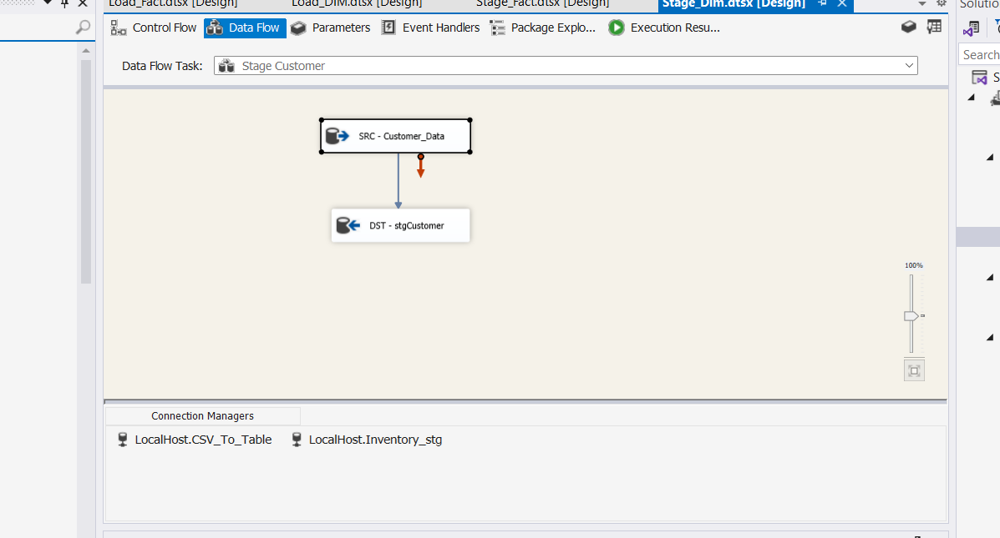 Load_Fact.dtsx [Design] Load_DIM.dtsx [Design] Stage_Fact.dtsx [Design] Stage_Dim.dtsx [Design]
Solutio
Control Flow Data Flow Parameters Event Handlers Package Explo... Execution Resu...
Search
Data Flow Task: Stage Customer
S
SRC - Customer_Data
DST - stgCustomer
100%
Connection Managers
LocalHost.CSV_To_Table LocalHost.Inventory_stg